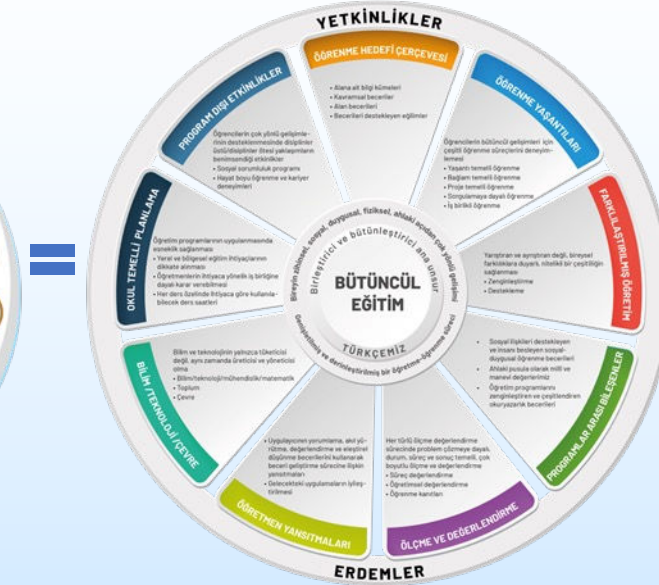 YETKİNLİKLER
ÖĞRENME HEDEFİ ÇERÇEVESİ
• Alana ait bilgi kümeleri
• Kavramsal beceriler
• Alan becerileri
• Becerileri destekleyen eğilimler
ÖĞRENME YAŞANTILARI
Öğrencilerin bütüncül gelişimleri için
çeşitli öğrenme süreçlerini deneyim-
lemesi
• Yaşantı temelli öğrenme
• Bağlam temelli öğrenme
• Proje temelli öğrenme
• Sorgulamaya dayalı öğrenme
• İş birlikli öğrenme
FARKLILAŞTIRILMIŞ ÖĞRETİM
Yarıştıran ve ayrıştıran değil, bireysel
farklılıklara duyarlı, nitelikli bir çeşitliliğin
sağlanması
• Zenginleştirme
• Destekleme
PROGRAMLAR ARASI BİLEŞENLER
• Sosyal ilişkileri destekleyen
ve insanı besleyen sosyal-
duygusal öğrenme becerileri
• Ahlaki pusula olarak millî ve
manevi değerlerimiz
• Öğretim programlarını
zenginleştiren ve çeşitlendiren
okuryazarlık becerileri
ÖLÇME VE DEĞERLENDİRME
Her türlü ölçme değerlendirme
sürecinde problem çözmeye dayalı,
durum, süreç ve sonuç temelli, çok
boyutlu ölçme ve değerlendirme
• Süreç değerlendirme
• Öğretimsel değerlendirme
• Öğrenme kanıtları
ÖĞRETMEN YANSITMALARI
• Uygulayıcının yorumlama, akıl yü-
rütme, değerlendirme ve eleştirel
düşünme becerilerini kullanarak
beceri geliştirme sürecine ilişkin
yansıtmaları
• Gelecekteki uygulamaların iyileş-
tirilmesi
BİLİM /TEKNOLOJİ /ÇEVRE
Bilim ve teknolojinin yalnızca tüketicisi
değil, aynı zamanda üreticisi ve yöneticisi
olma
• Bilim/teknoloji/mühendislik/matematik
• Toplum
• Çevre
OKUL TEMELLİ PLANLAMA
Öğretim programlarının uygulanmasında
esneklik sağlanması
• Yerel ve bölgesel eğitim ihtiyaçlarının
dikkate alınması
• Öğretmenlerin ihtiyaca yönelik iş birliğine
dayalı karar verebilmesi
• Her ders özelinde ihtiyaca göre kullanıla-
bilecek ders saatleri
PROGRAM DIŞI ETKİNLİKLER
Öğrencilerin çok yönlü gelişimle-
rinin desteklenmesinde disiplinler
üstü/disiplinler ötesi yaklaşımların
benimsendiği etkinlikler
• Sosyal sorumluluk programı
• Hayat boyu öğrenme ve kariyer
deneyimleri
Bireyin zihinsel, sosyal, duygusal, fiziksel, ahlaki açıdan çok yönlü gelişimi
Birleştirici ve bütünleştirici ana unsur
BÜTÜNCÜL
EĞİTİM
TÜRKÇEMİZ
Genişletilmiş ve derinleştirilmiş bir öğretme-öğrenme süreci
ERDEMLER